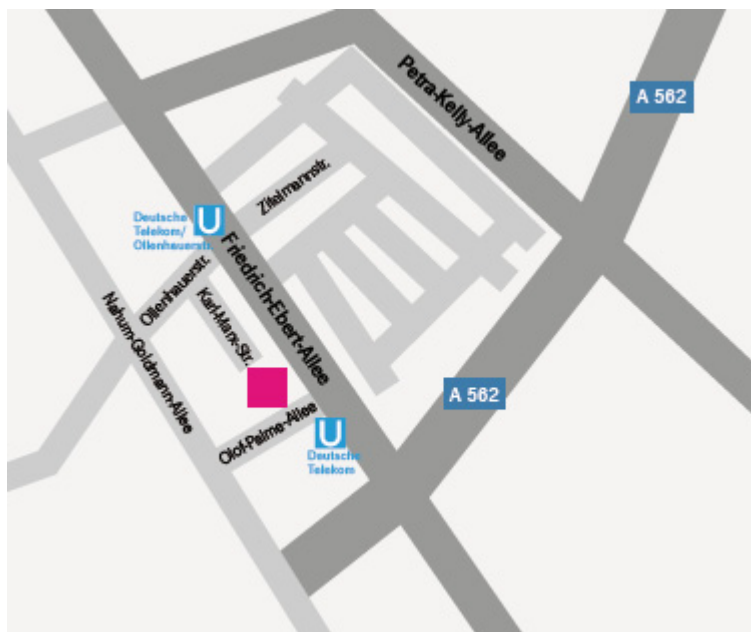 Petra-Kelly-Allee
A 562
Zitelmannstr.
Deutsche
Telekom/
Ollenhauerstr.
U
Friedrich-Ebert-Allee
Ollenhauerstr.
Karl-Marx-Str.
Nahum-Goldmann-Allee
A 562
Olof-Palme-Allee
U
Deutsche
Telekom